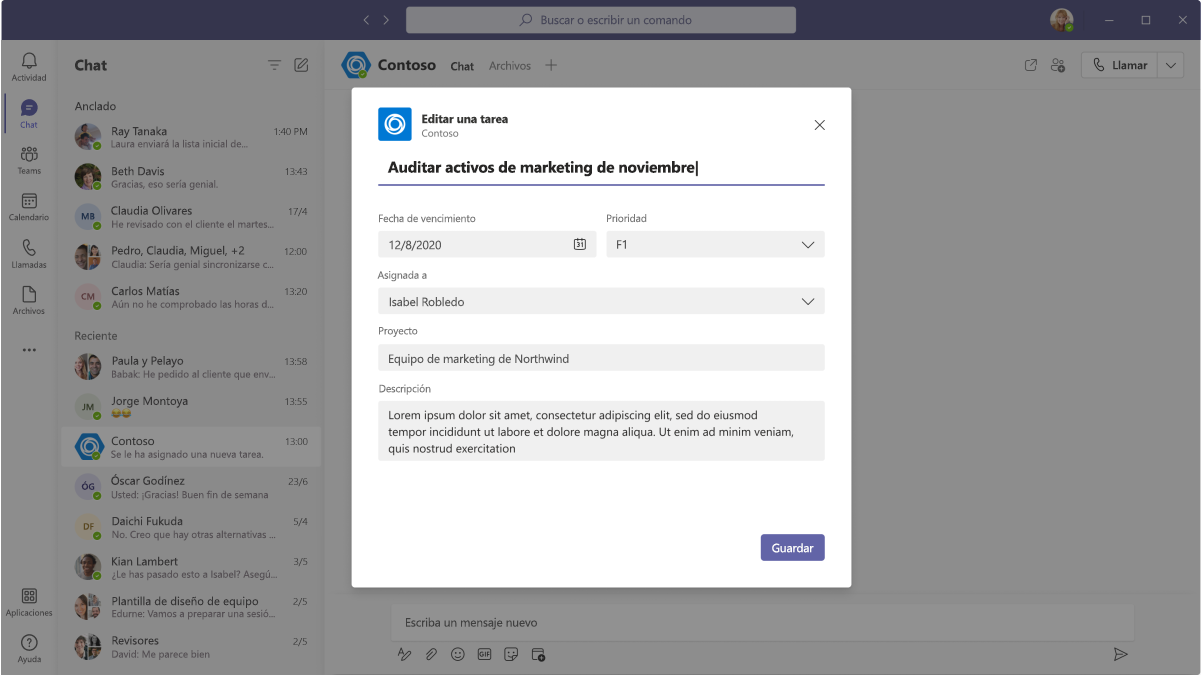 Buscar o escribir un comando
Actividad
Chat
Teams
Calendario
Llamadas
Archivos
Aplicaciones
Ayuda
Chat
Anclado
Ray Tanaka 1:40 PM
Laura enviará la lista inicial de...
Beth Davis 13:43
Gracias, eso sería genial.
MB
Claudia Olivares 17/4
He revisado con el cliente el martes...
Pedro, Claudia, Miguel, +2 12:00
Claudia: Sería genial sincronizarse c...
CM
Carlos Matías 13:20
Aún no he comprobado las horas d...
Reciente
Paula y Pelayo 13:58
Babak: He pedido al cliente que env...
JM
Jorge Montoya 13:55
Contoso 13:00
Se le ha asignado una nueva tarea.
ÓG
Óscar Godínez 23/6
Usted: ¡Gracias! Buen fin de semana
DF
Daichi Fukuda 5/4
No. Creo que hay otras alternativas ...
Kian Lambert 3/5
¿Le has pasado esto a Isabel? Asegú...
Plantilla de diseño de equipo 2/5
Edurne: Vamos a preparar una sesió...
Revisores 2/5
David: Me parece bien
Contoso Chat Archivos
Llamar
Editar una tarea
Contoso
Auditar activos de marketing de noviembre
Fecha de vencimiento Prioridad
12/8/2020 31 F1
Asignada a
Isabel Robledo
Proyecto
Equipo de marketing de Northwind
Descripción
Lorem ipsum dolor sit amet, consectetur adipiscing elit, sed do eiusmod
tempor incididunt ut labore et dolore magna aliqua. Ut enim ad minim veniam,
quis nostrud exercitation
Guardar
Escriba un mensaje nuevo
GIF